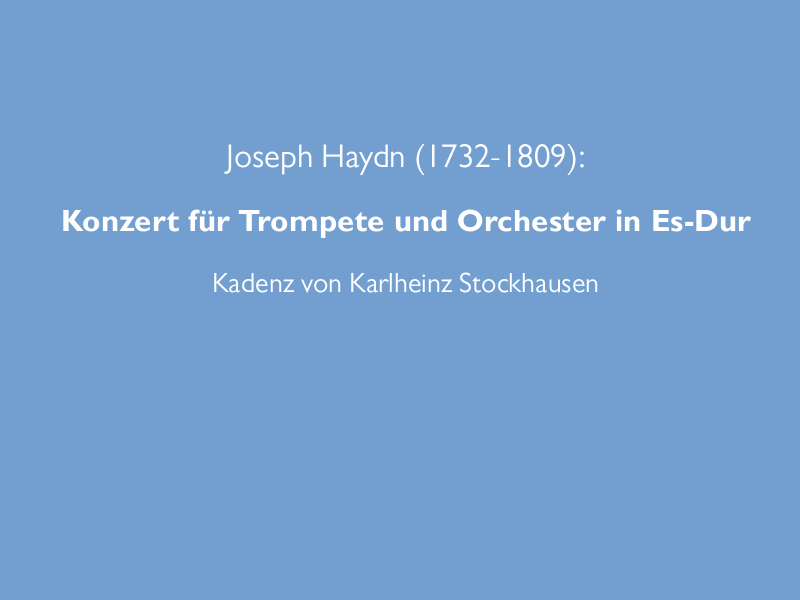 Joseph Haydn (1732-1809):
Konzert für Trompete und Orchester in Es-Dur
Kadenz von Karlheinz Stockhausen